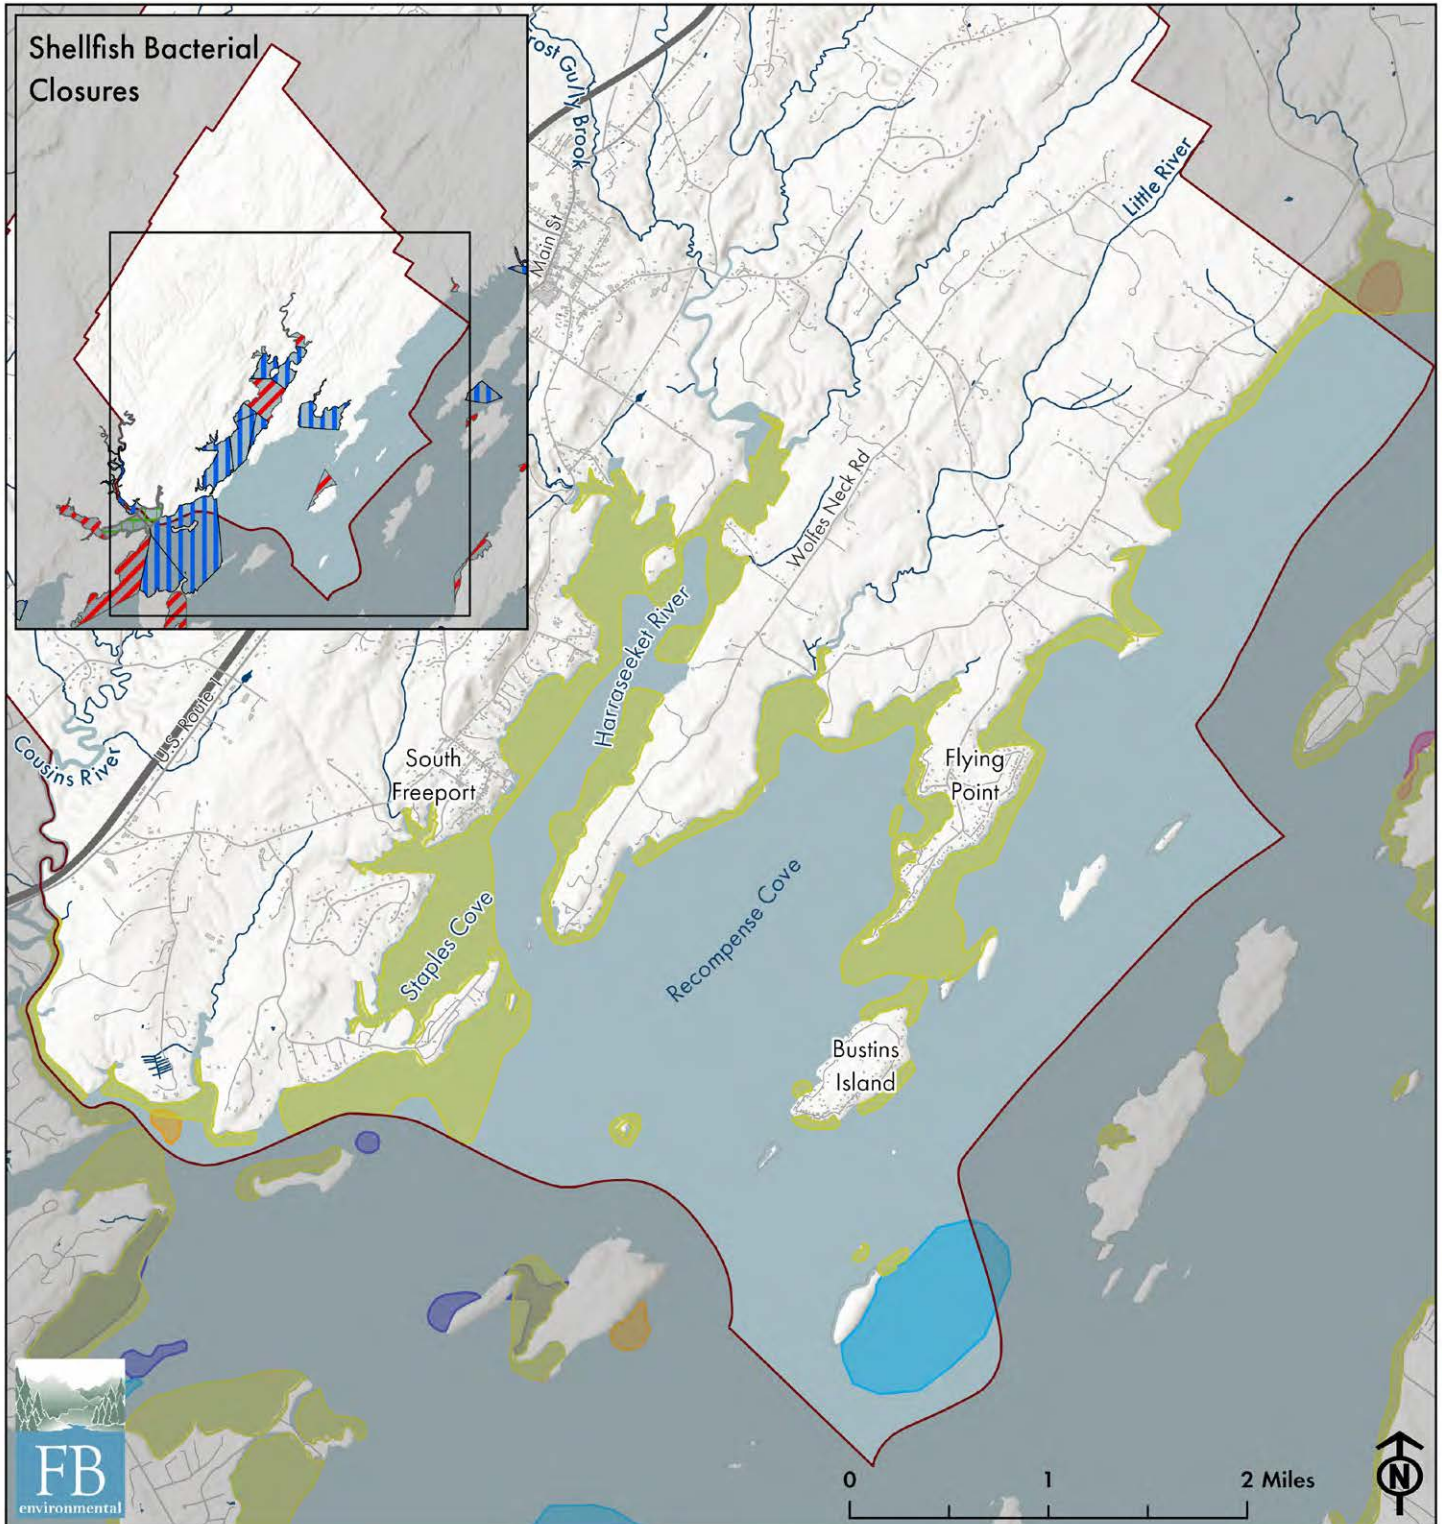 Shellfish Bacterial
Closures
Frost Gully Brook
Main St
Little River
Wolfes Neck Rd
Harraseeket River
U.S. Route 1
Cousins River
South
Freeport
Flying
Point
Staples Cove
Recompense Cove
Bustins
Island
FB
environmental
0 1 2 Miles
N